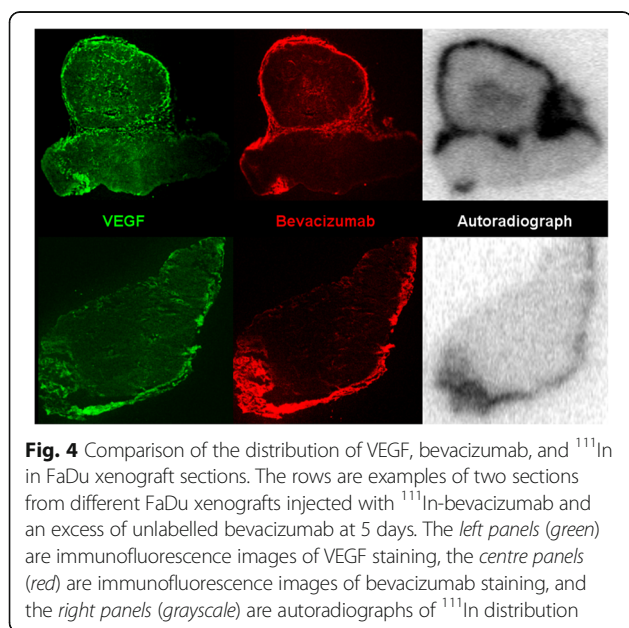 VEGF Bevacizumab Autoradiograph
Fig. 4 Comparison of the distribution of VEGF, bevacizumab, and ¹¹¹In
in FaDu xenograft sections. The rows are examples of two sections
from different FaDu xenografts injected with ¹¹¹In-bevacizumab and
an excess of unlabelled bevacizumab at 5 days. The left panels (green)
are immunofluorescence images of VEGF staining, the centre panels
(red) are immunofluorescence images of bevacizumab staining, and
the right panels (grayscale) are autoradiographs of ¹¹¹In distribution